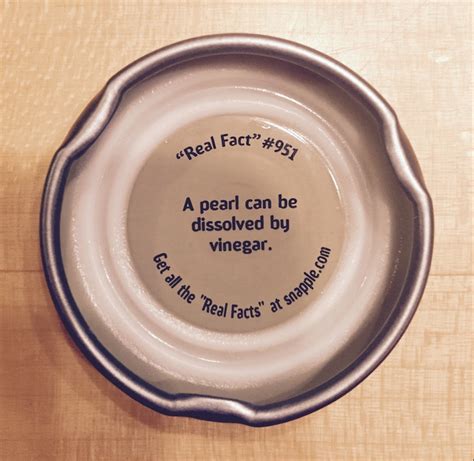 “Real Fact” #951
A pearl can be
dissolved by
vinegar.
Get all the "Real Facts" at snapple.com